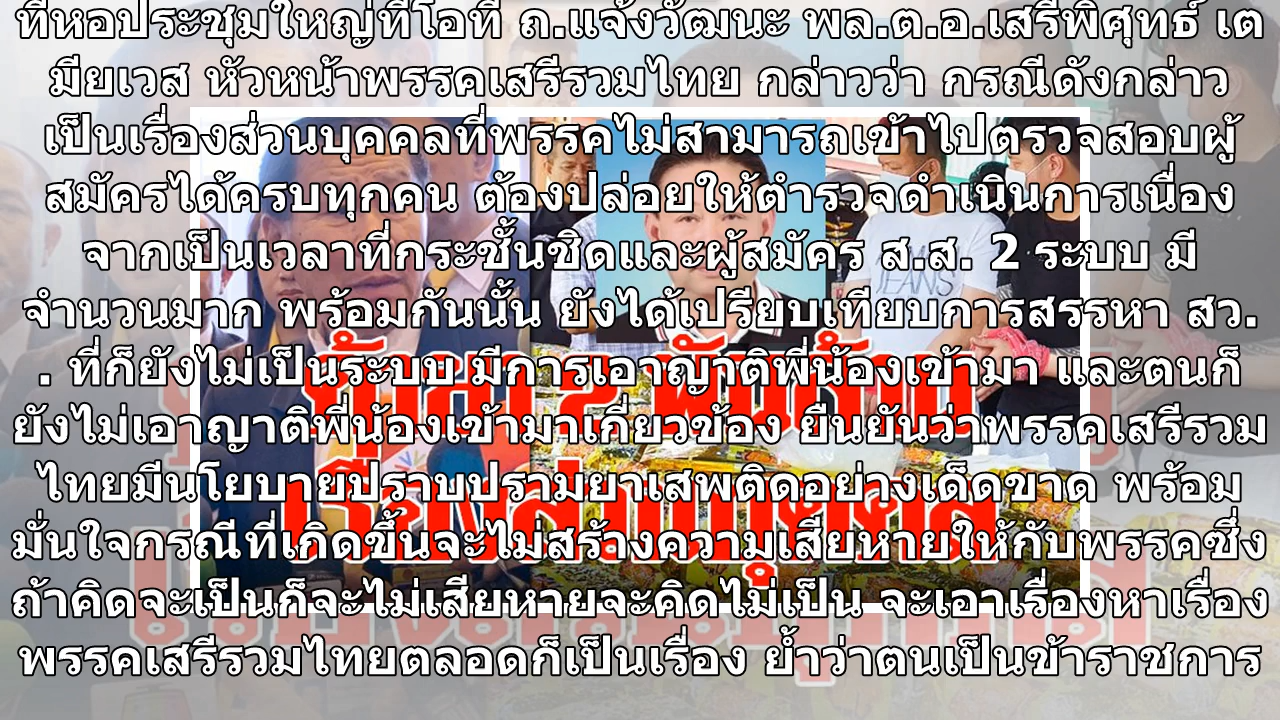 ที่หอประชุมใหญ่ทีโอที ถ.แจ้งวัฒนะ พล.ต.อ.เสรีพิศุทธ์ เต
มียเวส หัวหน้าพรรคเสรีรวมไทย กล่าวว่า กรณีดังกล่าว
เป็นเรื่องส่วนบุคคลที่พรรคไม่สามารถเข้าไปตรวจสอบผู้
สมัครได้ครบทุกคน ต้องปล่อยให้ตำรวจดำเนินการเนื่อง
จากเป็นเวลาที่กระชั้นชิดและผู้สมัคร ส.ส. 2 ระบบ มี
จำนวนมาก พร้อมกันนั้น ยังได้เปรียบเทียบการสรรหา สว.
. ที่ก็ยังไม่เป็นระบบ มีการเอาญาติพี่น้องเข้ามา และตนก็
ยังไม่เอาญาติพี่น้องเข้ามาเกี่ยวข้อง ยืนยันว่าพรรคเสรีรวม
ไทยมีนโยบายปราบปรามยาเสพติดอย่างเด็ดขาด พร้อม
มั่นใจกรณีที่เกิดขึ้นจะไม่สร้างความเสียหายให้กับพรรคซึ่ง
ถ้าคิดจะเป็นก็จะไม่เสียหายจะคิดไม่เป็น จะเอาเรื่องหาเรื่อง
พรรคเสรีรวมไทยตลอดก็เป็นเรื่อง ย้ำว่าตนเป็นข้าราชการ
JEANS
เรื่องส่วนบุคคล